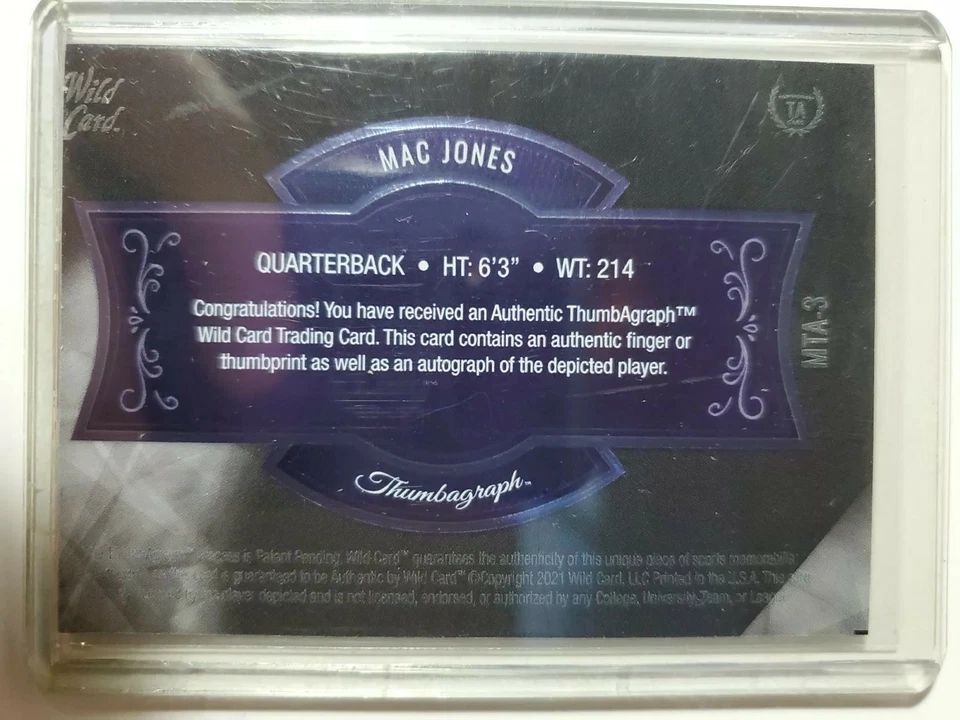 Wild
Card
TA
MAC JONES
QUARTERBACK • HT: 6'3" • WT: 214
Congratulations! You have received an Authentic ThumbAgraph™
Wild Card Trading Card. This card contains an authentic finger or
thumbprint as well as an autograph of the depicted player.
MTA-3
Thumbagraph™
is Patent Pending. Wild Card™ guarantees the authenticity of this unique piece of sports memorabilia.
is guaranteed to be Authentic by Wild Card™ ©Copyright 2021 Wild Card, LLC Printed in the U.S.A. This
player depicted and is not licensed, endorsed, or authorized by any College, University, Team, or League